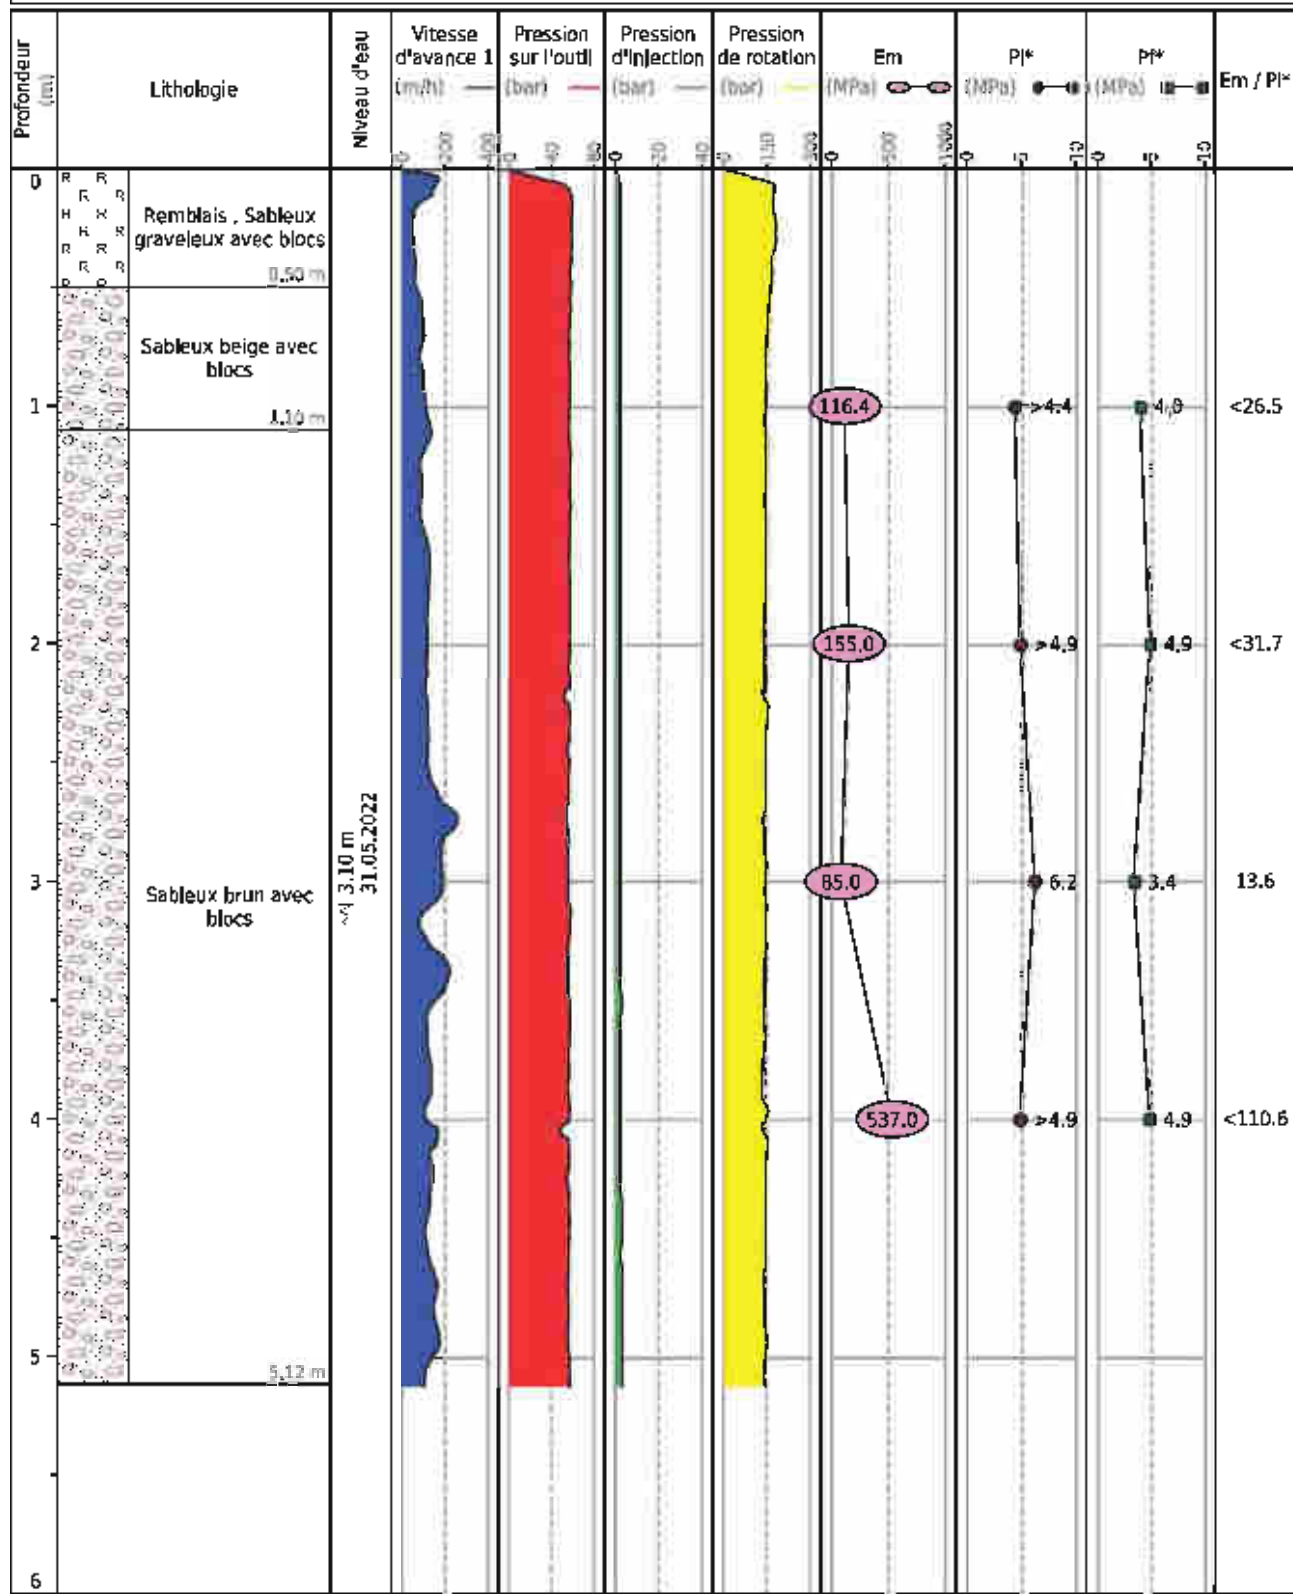 Profondeur
(m)
Lithologie
Niveau d'eau
Vitesse
d'avance 1
(m/h)
0
200
400
Pression
sur l'outil
(bar)
0
40
80
Pression
d'injection
(bar)
0
20
40
Pression
de rotation
(bar)
0
150
300
Em
(MPa)
0
500
1000
Pl*
(MPa)
0
5
10
Pf*
(MPa)
0
5
10
Em / Pl*
0
Remblais . Sableux
graveleux avec blocs
0.50 m
Sableux beige avec
blocs
1
1.10 m
116.4
>4.4
4.0
<26.5
2
155.0
>4.9
4.9
<31.7
3.10 m
31.05.2022
3
Sableux brun avec
blocs
85.0
6.2
3.4
13.6
4
537.0
>4.9
4.9
<110.6
5
5.12 m
6